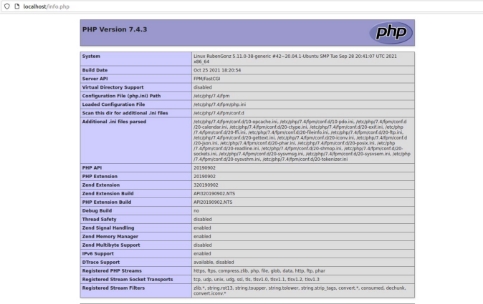 localhost/info.php
PHP Version 7.4.3
php
System Linux RubenGonz 5.11.0-38-generic #42~20.04.1-Ubuntu SMP Tue Sep 28 20:41:07 UTC 2021
x86_64
Build Date Oct 25 2021 18:20:54
Server API FPM/FastCGI
Virtual Directory Support disabled
Configuration File (php.ini) Path /etc/php/7.4/fpm
Loaded Configuration File /etc/php/7.4/fpm/php.ini
Scan this dir for additional .ini files /etc/php/7.4/fpm/conf.d
Additional .ini files parsed
PHP API 20190902
PHP Extension 20190902
Zend Extension 320190902
Zend Extension Build API320190902,NTS
PHP Extension Build API20190902,NTS
Debug Build no
Thread Safety disabled
Zend Signal Handling enabled
Zend Memory Manager enabled
Zend Multibyte Support disabled
IPv6 Support enabled
DTrace Support available, disabled
Registered PHP Streams https, ftps, compress.zlib, php, file, glob, data, http, ftp, phar
Registered Stream Socket Transports tcp, udp, unix, udg, ssl, tls, tlsv1.0, tlsv1.1, tlsv1.2, tlsv1.3
Registered Stream Filters zlib.*, string.rot13, string.toupper, string.tolower, string.strip_tags, convert.*, consumed, dechunk,
convert.iconv.*